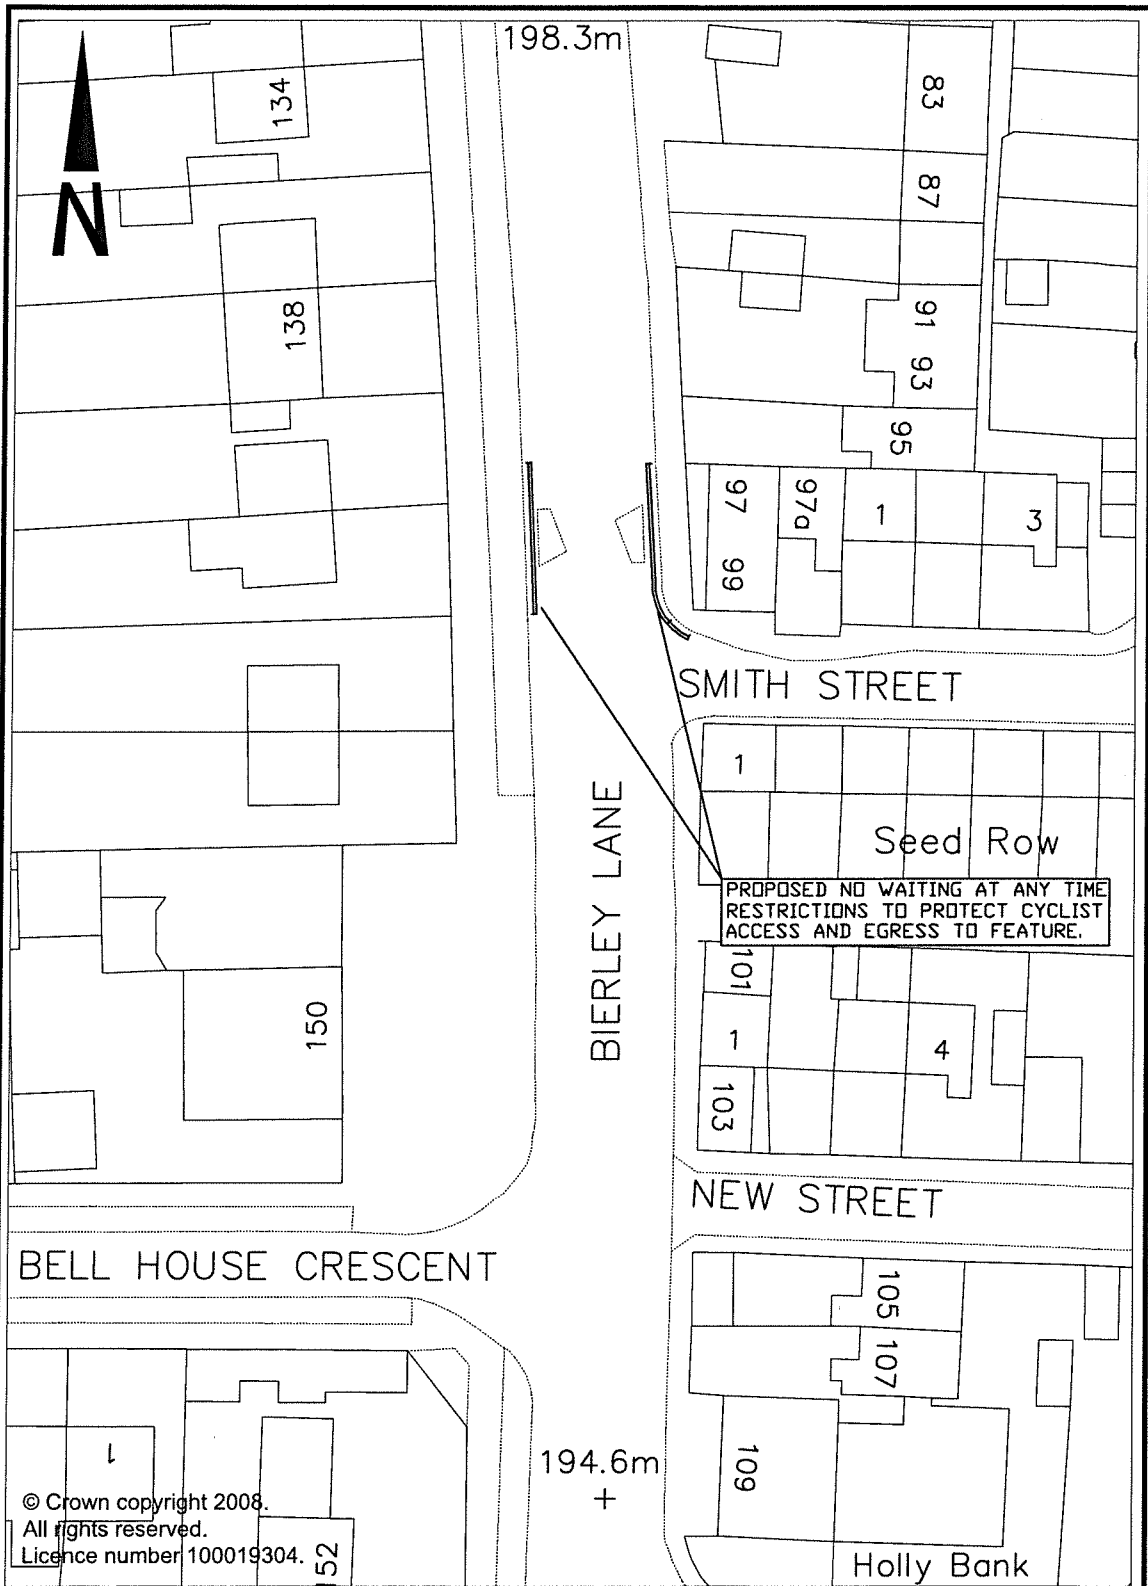 198.3m
N
134
138
83
87
91
93
95
97
99
97a
1
3
SMITH STREET
1
Seed Row
BIERLEY LANE
PROPOSED NO WAITING AT ANY TIME
RESTRICTIONS TO PROTECT CYCLIST
ACCESS AND EGRESS TO FEATURE.
150
101
1
4
103
NEW STREET
BELL HOUSE CRESCENT
105
107
109
194.6m
1
152
Holly Bank
© Crown copyright 2008.
All rights reserved.
Licence number 100019304.